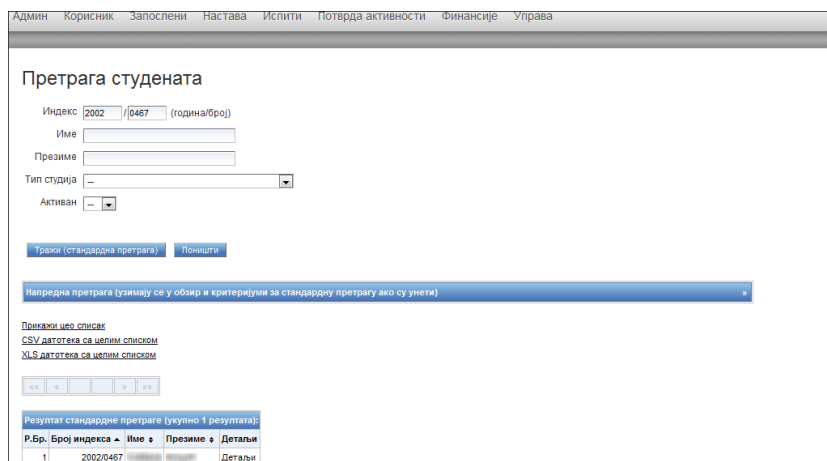 Админ Корисник Запослени Настава Испити Потврда активности Финансије Управа
Претрага студената
Индекс 2002 / 0467 (година/број)
Име
Презиме
Тип студија --
Активан --
Тражи (стандардна претрага) Поништи
Напредна претрага (узимају се у обзир и критеријуми за стандардну претрагу ако су унети) »
Прикажи цео списак
CSV датотека са целим списком
XLS датотека са целим списком
«« « » »»
Резултат стандардне претраге (укупно 1 резултата):
Р.Бр. Број индекса Име Презиме Детаљи
1 2002/0467 Детаљи